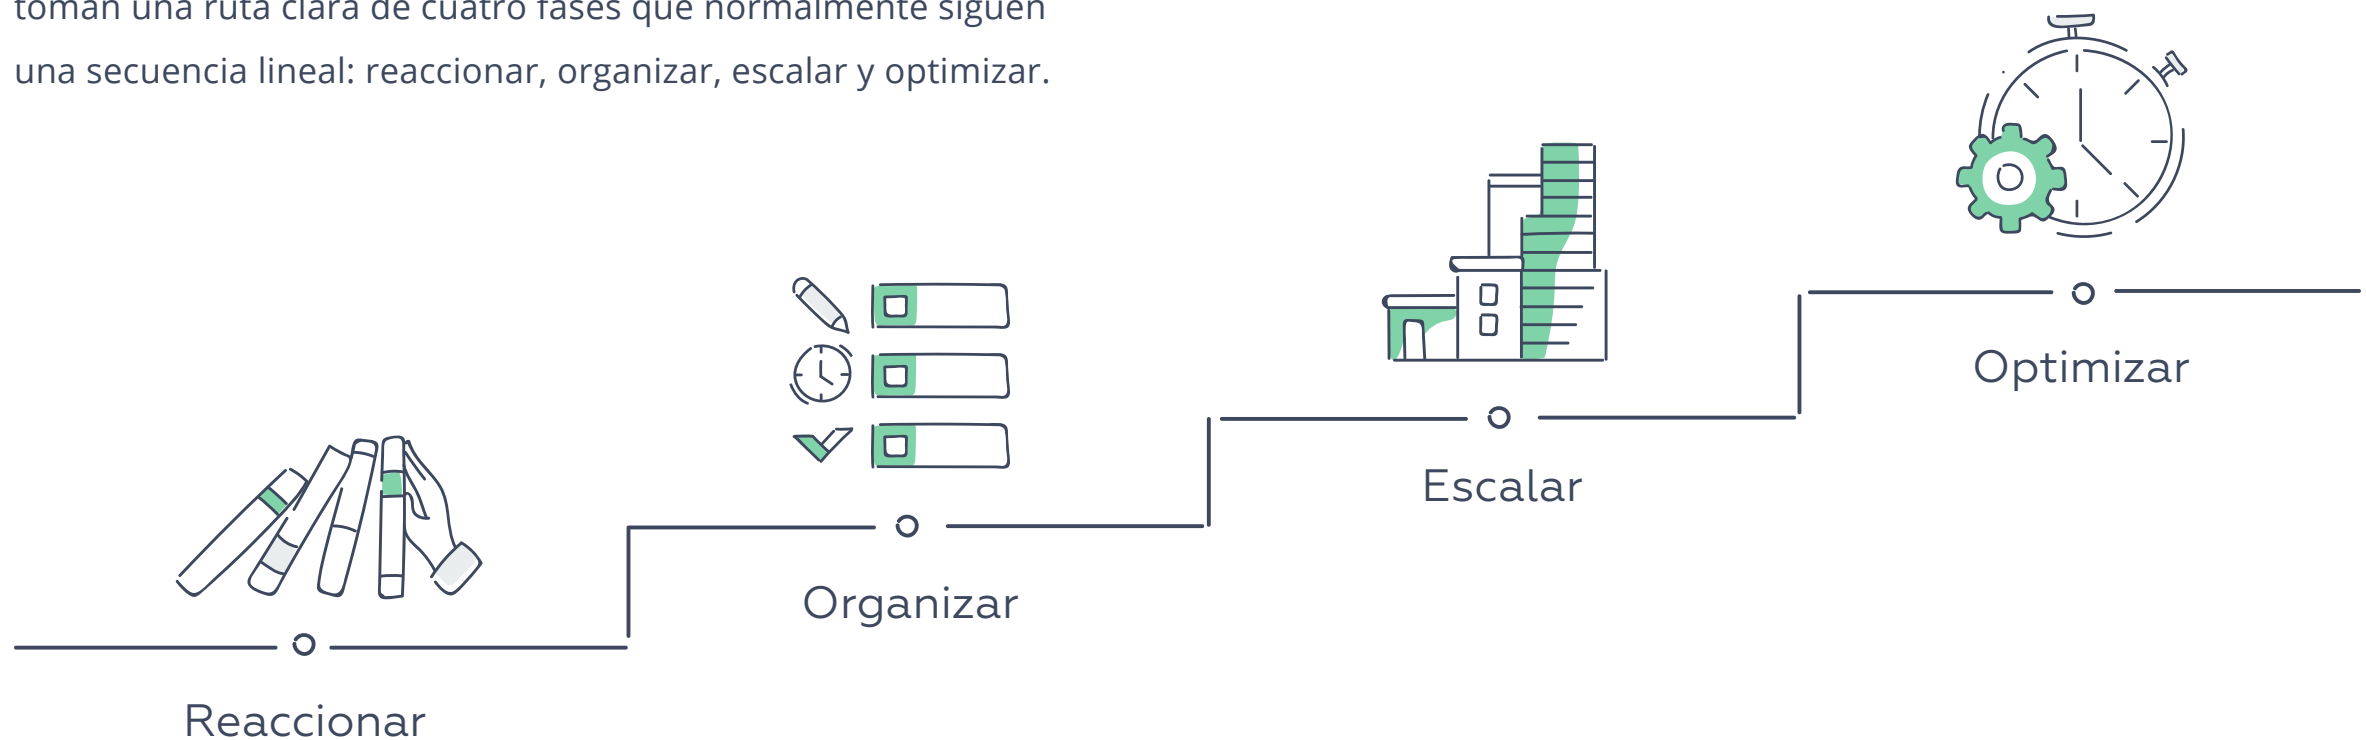 toman una ruta clara de cuatro fases que normalmente siguen
una secuencia lineal: reaccionar, organizar, escalar y optimizar.
Optimizar
Escalar
Organizar
Reaccionar